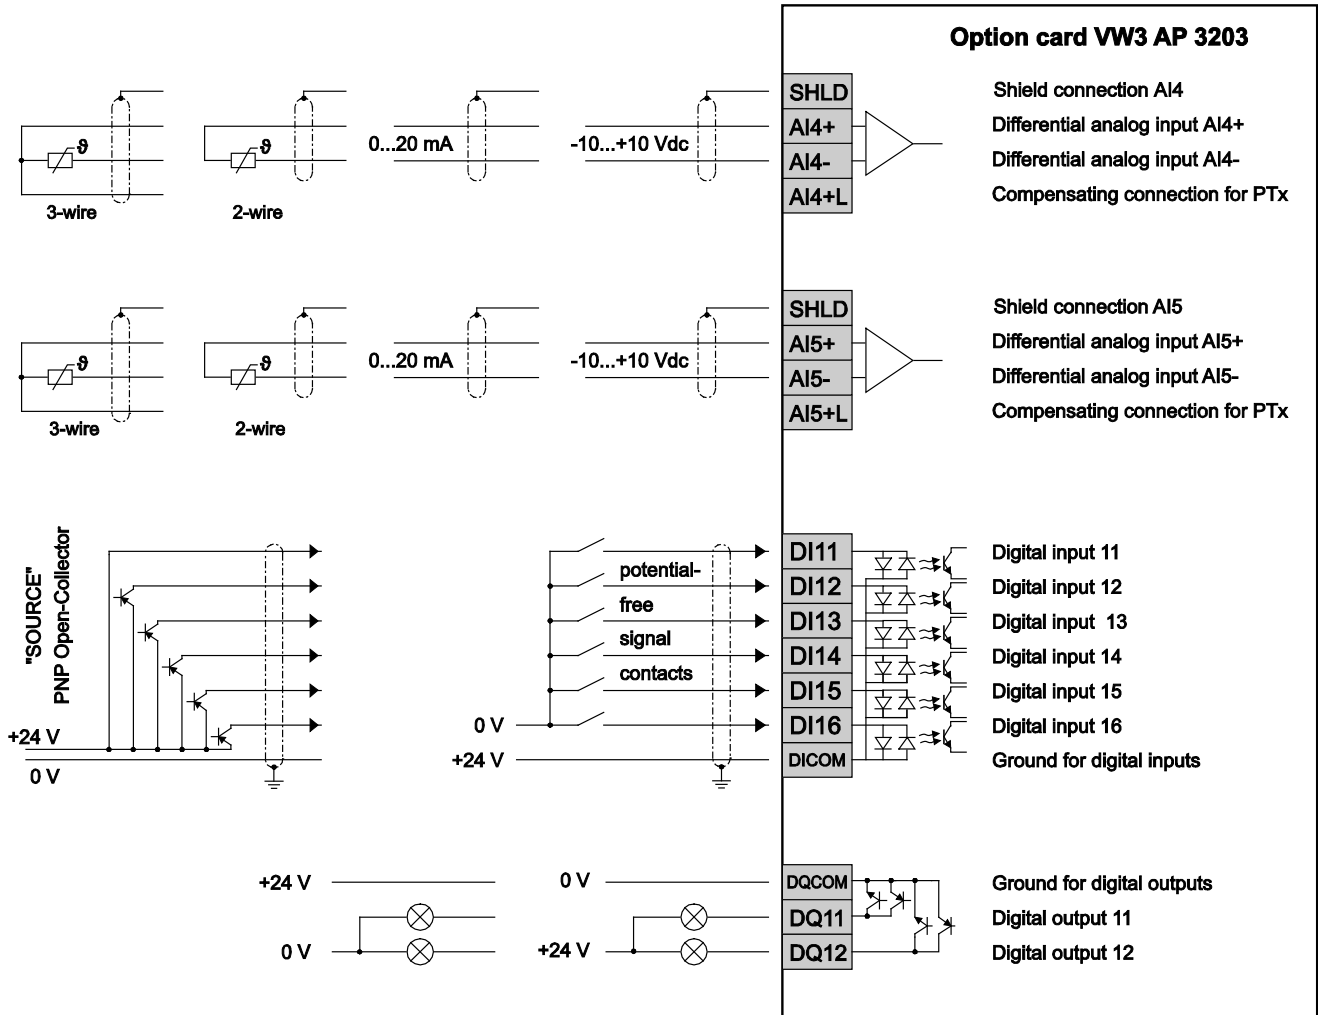 Option card VW3 AP 3203
SHLD Shield connection AI4
0...20 mA -10...+10 Vdc AI4+ Differential analog input AI4+
ϑ ϑ AI4- Differential analog input AI4-
AI4+L Compensating connection for PTx
3-wire 2-wire
SHLD Shield connection AI5
0...20 mA -10...+10 Vdc AI5+ Differential analog input AI5+
ϑ ϑ AI5- Differential analog input AI5-
AI5+L Compensating connection for PTx
3-wire 2-wire
"SOURCE"
PNP Open-Collector
+24 V
0 V
potential-
free
signal
contacts
0 V
+24 V
DI11 Digital input 11
DI12 Digital input 12
DI13 Digital input 13
DI14 Digital input 14
DI15 Digital input 15
DI16 Digital input 16
DICOM Ground for digital inputs
+24 V 0 V DQCOM Ground for digital outputs
DQ11 Digital output 11
0 V +24 V DQ12 Digital output 12